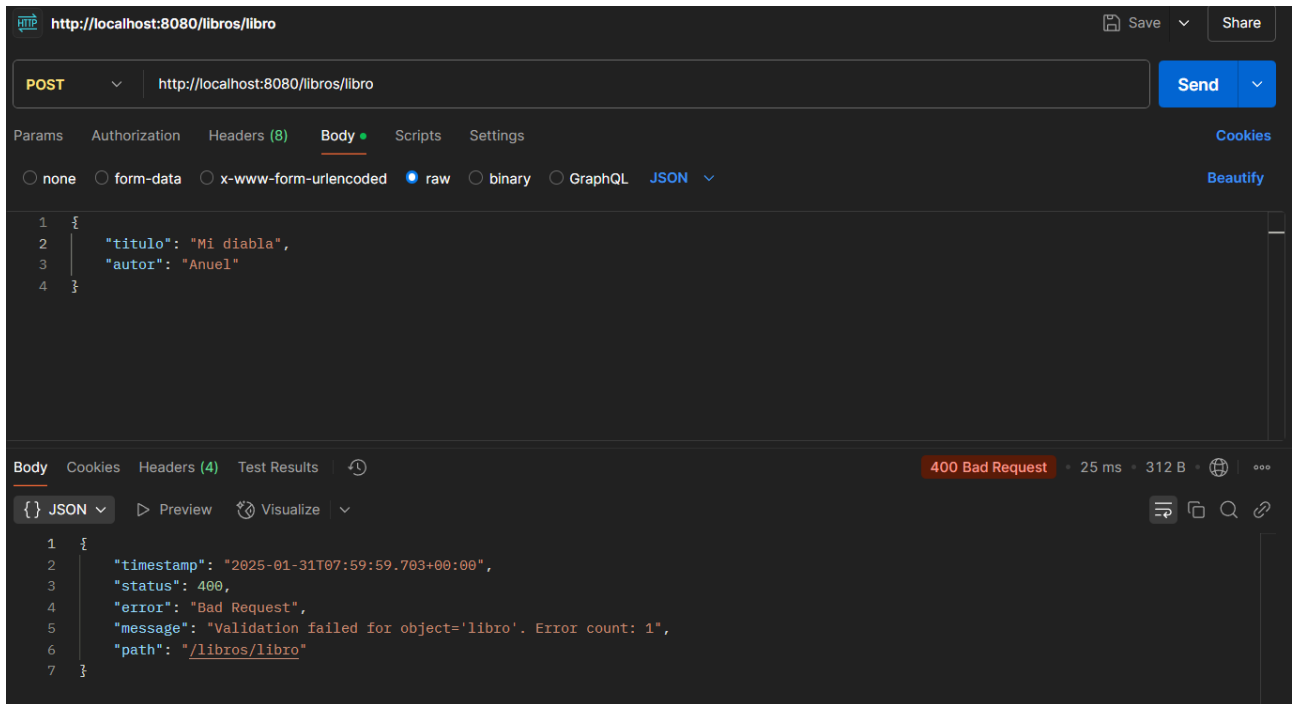 HTTP http://localhost:8080/libros/libro Save Share
POST http://localhost:8080/libros/libro Send
Params Authorization Headers (8) Body Scripts Settings Cookies
none form-data x-www-form-urlencoded raw binary GraphQL JSON Beautify
1 {
2 "titulo": "Mi diabla",
3 "autor": "Anuel"
4 }
Body Cookies Headers (4) Test Results 400 Bad Request • 25 ms • 312 B •
{} JSON Preview Visualize
1 {
2 "timestamp": "2025-01-31T07:59:59.703+00:00",
3 "status": 400,
4 "error": "Bad Request",
5 "message": "Validation failed for object='libro'. Error count: 1",
6 "path": "/libros/libro"
7 }